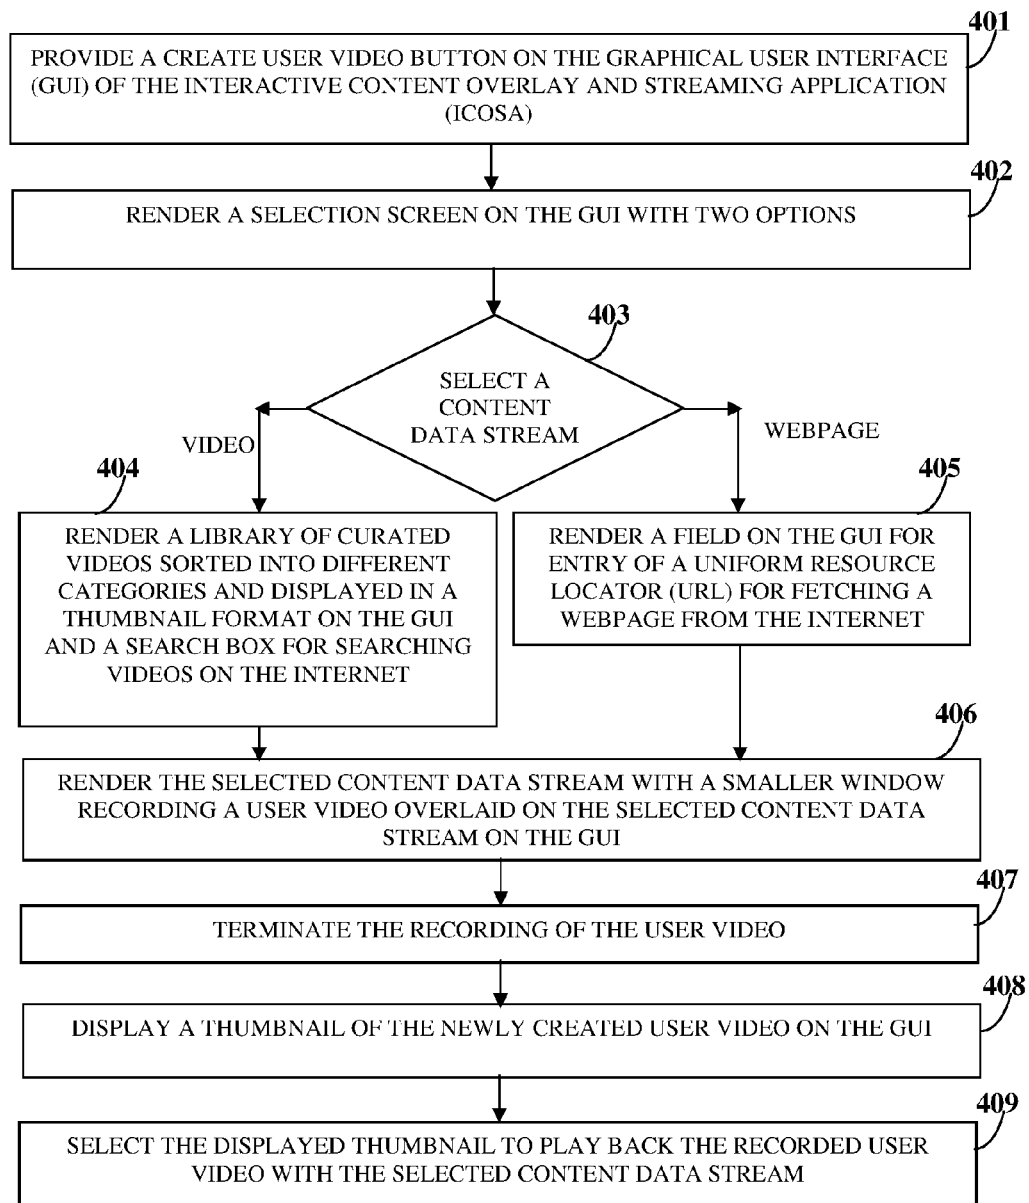 401
PROVIDE A CREATE USER VIDEO BUTTON ON THE GRAPHICAL USER INTERFACE
(GUI) OF THE INTERACTIVE CONTENT OVERLAY AND STREAMING APPLICATION
(ICOSA)
402
RENDER A SELECTION SCREEN ON THE GUI WITH TWO OPTIONS
403
SELECT A
CONTENT
DATA STREAM
VIDEO
WEBPAGE
404
RENDER A LIBRARY OF CURATED
VIDEOS SORTED INTO DIFFERENT
CATEGORIES AND DISPLAYED IN A
THUMBNAIL FORMAT ON THE GUI
AND A SEARCH BOX FOR SEARCHING
VIDEOS ON THE INTERNET
405
RENDER A FIELD ON THE GUI FOR
ENTRY OF A UNIFORM RESOURCE
LOCATOR (URL) FOR FETCHING A
WEBPAGE FROM THE INTERNET
406
RENDER THE SELECTED CONTENT DATA STREAM WITH A SMALLER WINDOW
RECORDING A USER VIDEO OVERLAID ON THE SELECTED CONTENT DATA
STREAM ON THE GUI
407
TERMINATE THE RECORDING OF THE USER VIDEO
408
DISPLAY A THUMBNAIL OF THE NEWLY CREATED USER VIDEO ON THE GUI
409
SELECT THE DISPLAYED THUMBNAIL TO PLAY BACK THE RECORDED USER
VIDEO WITH THE SELECTED CONTENT DATA STREAM